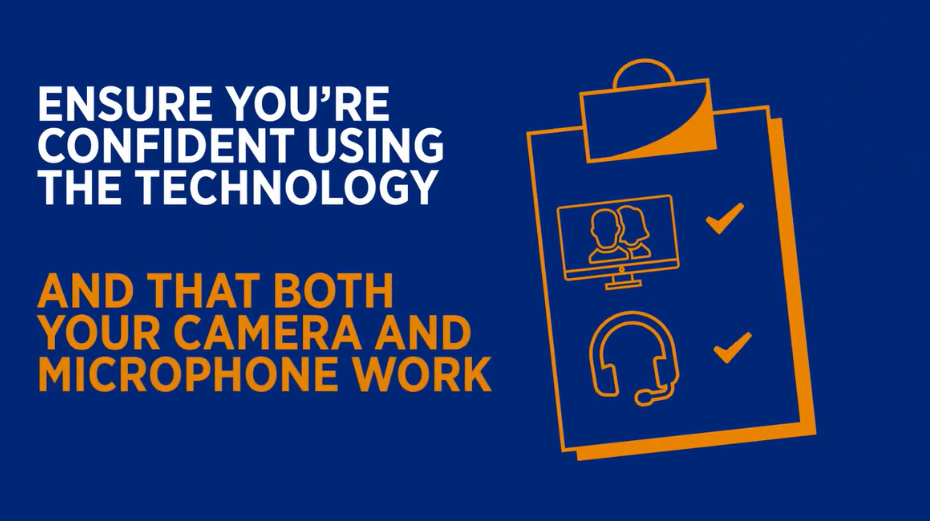 ENSURE YOU’RE
CONFIDENT USING
THE TECHNOLOGY
AND THAT BOTH
YOUR CAMERA AND
MICROPHONE WORK